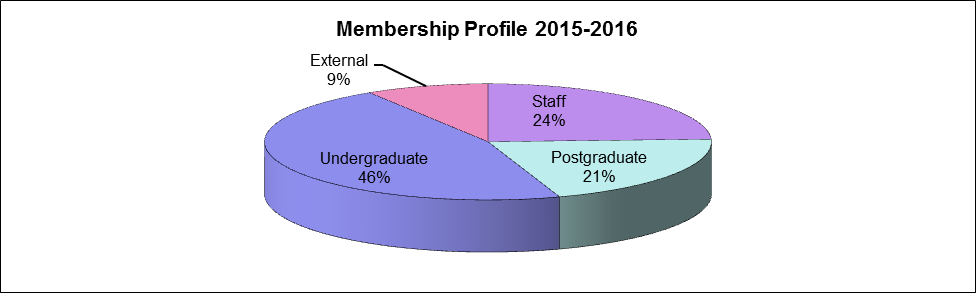 Membership Profile 2015-2016
External
9%
Staff
24%
Undergraduate
46%
Postgraduate
21%